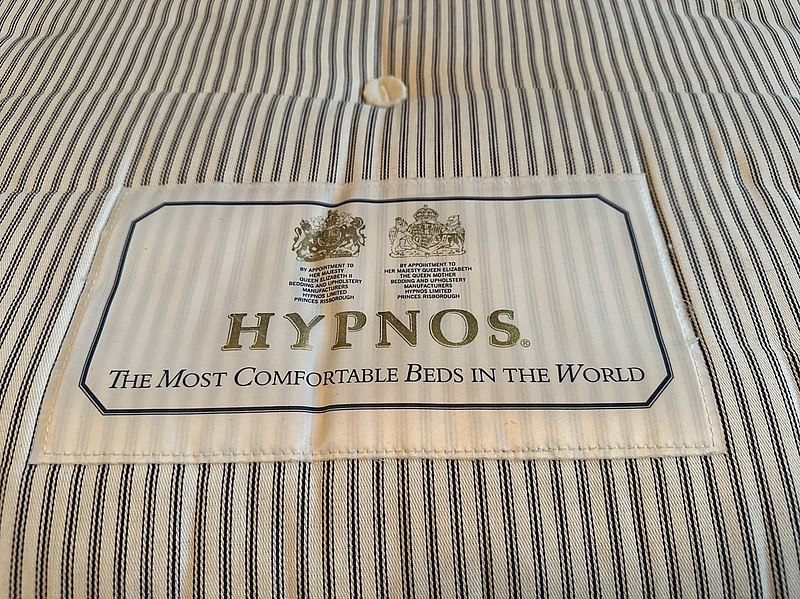 BY APPOINTMENT TO
HER MAJESTY
QUEEN ELIZABETH II
BEDDING AND UPHOLSTERY
MANUFACTURERS
HYPNOS LIMITED
PRINCES RISBOROUGH
BY APPOINTMENT TO
HER MAJESTY QUEEN ELIZABETH
THE QUEEN MOTHER
BEDDING AND UPHOLSTERY
MANUFACTURERS
HYPNOS LIMITED
PRINCES RISBOROUGH
HYPNOS®
THE MOST COMFORTABLE BEDS IN THE WORLD